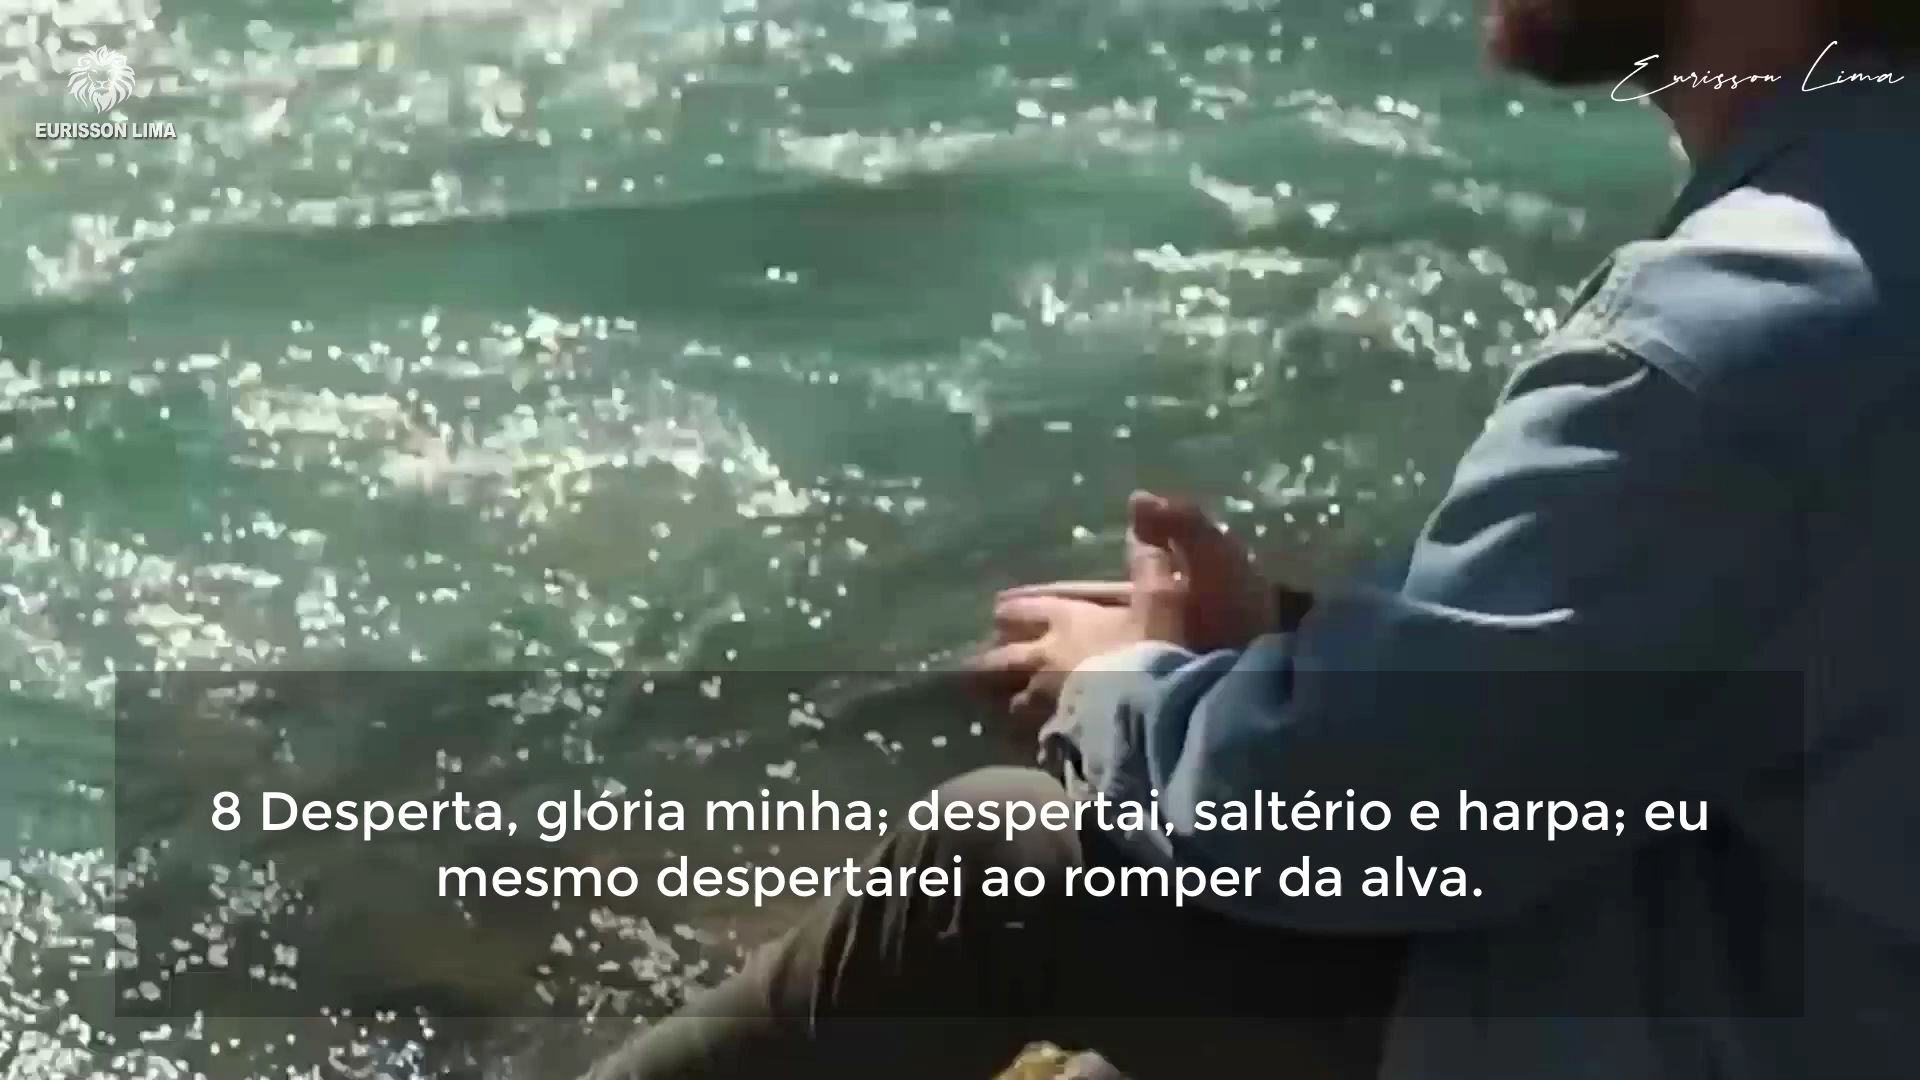 EURISSON LIMA
Eurisson Lima
8 Desperta, glória minha; despertai, saltério e harpa; eu
mesmo despertarei ao romper da alva.